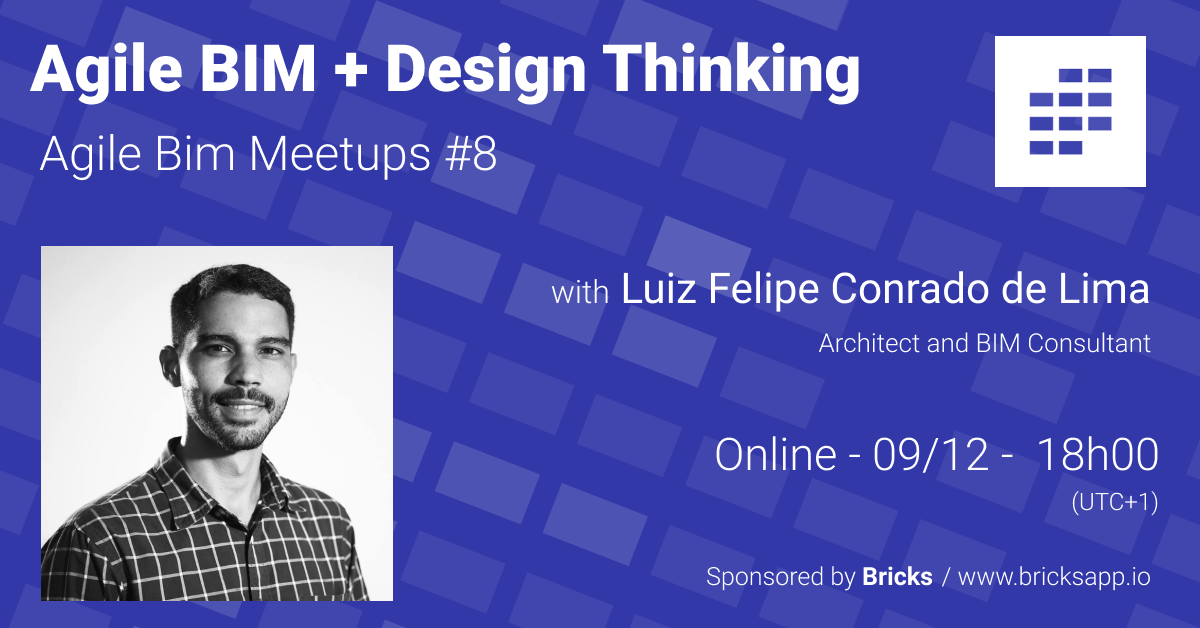 Agile BIM + Design Thinking
Agile Bim Meetups #8
with Luiz Felipe Conrado de Lima
Architect and BIM Consultant
Online - 09/12 - 18h00
(UTC+1)
Sponsored by Bricks / www.bricksapp.io